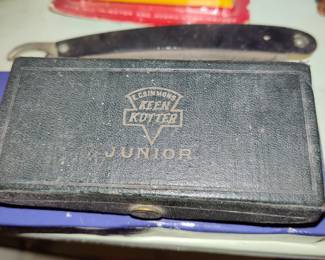 E.C. SIMMONS
KEEN
KUTTER
JUNIOR